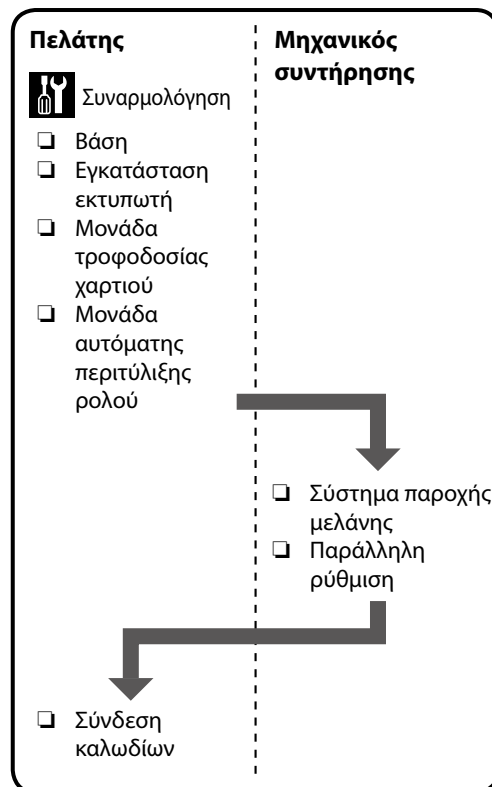 Πελάτης
Μηχανικός
συντήρησης
Συναρμολόγηση
❏ Βάση
❏ Εγκατάσταση
εκτυπωτή
❏ Μονάδα
τροφοδοσίας
χαρτιού
❏ Μονάδα
αυτόματης
περιτύλιξης
ρολού
❏ Σύστημα παροχής
μελάνης
❏ Παράλληλη
ρύθμιση
❏ Σύνδεση
καλωδίων